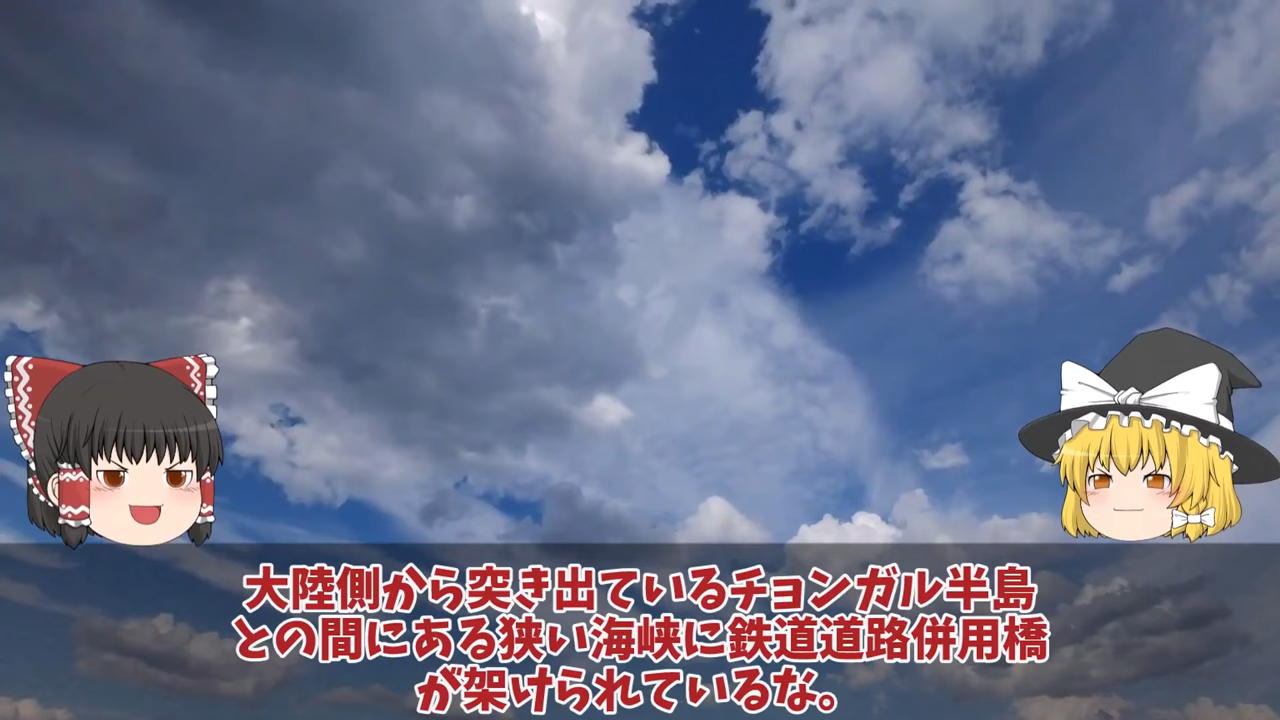 大陸側から突き出ているチョンガル半島
との間にある狭い海峡に鉄道道路併用橋
が架けられているな。